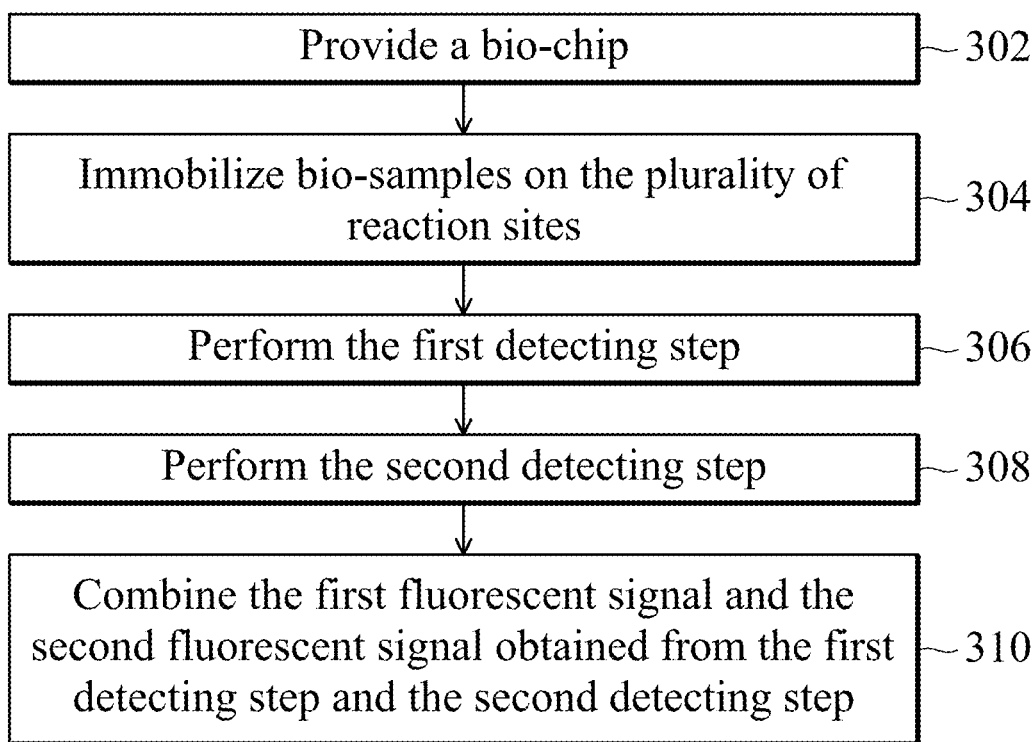 Provide a bio-chip
302
Immobilize bio-samples on the plurality of
reaction sites
304
Perform the first detecting step
306
Perform the second detecting step
308
Combine the first fluorescent signal and the
second fluorescent signal obtained from the first
detecting step and the second detecting step
310